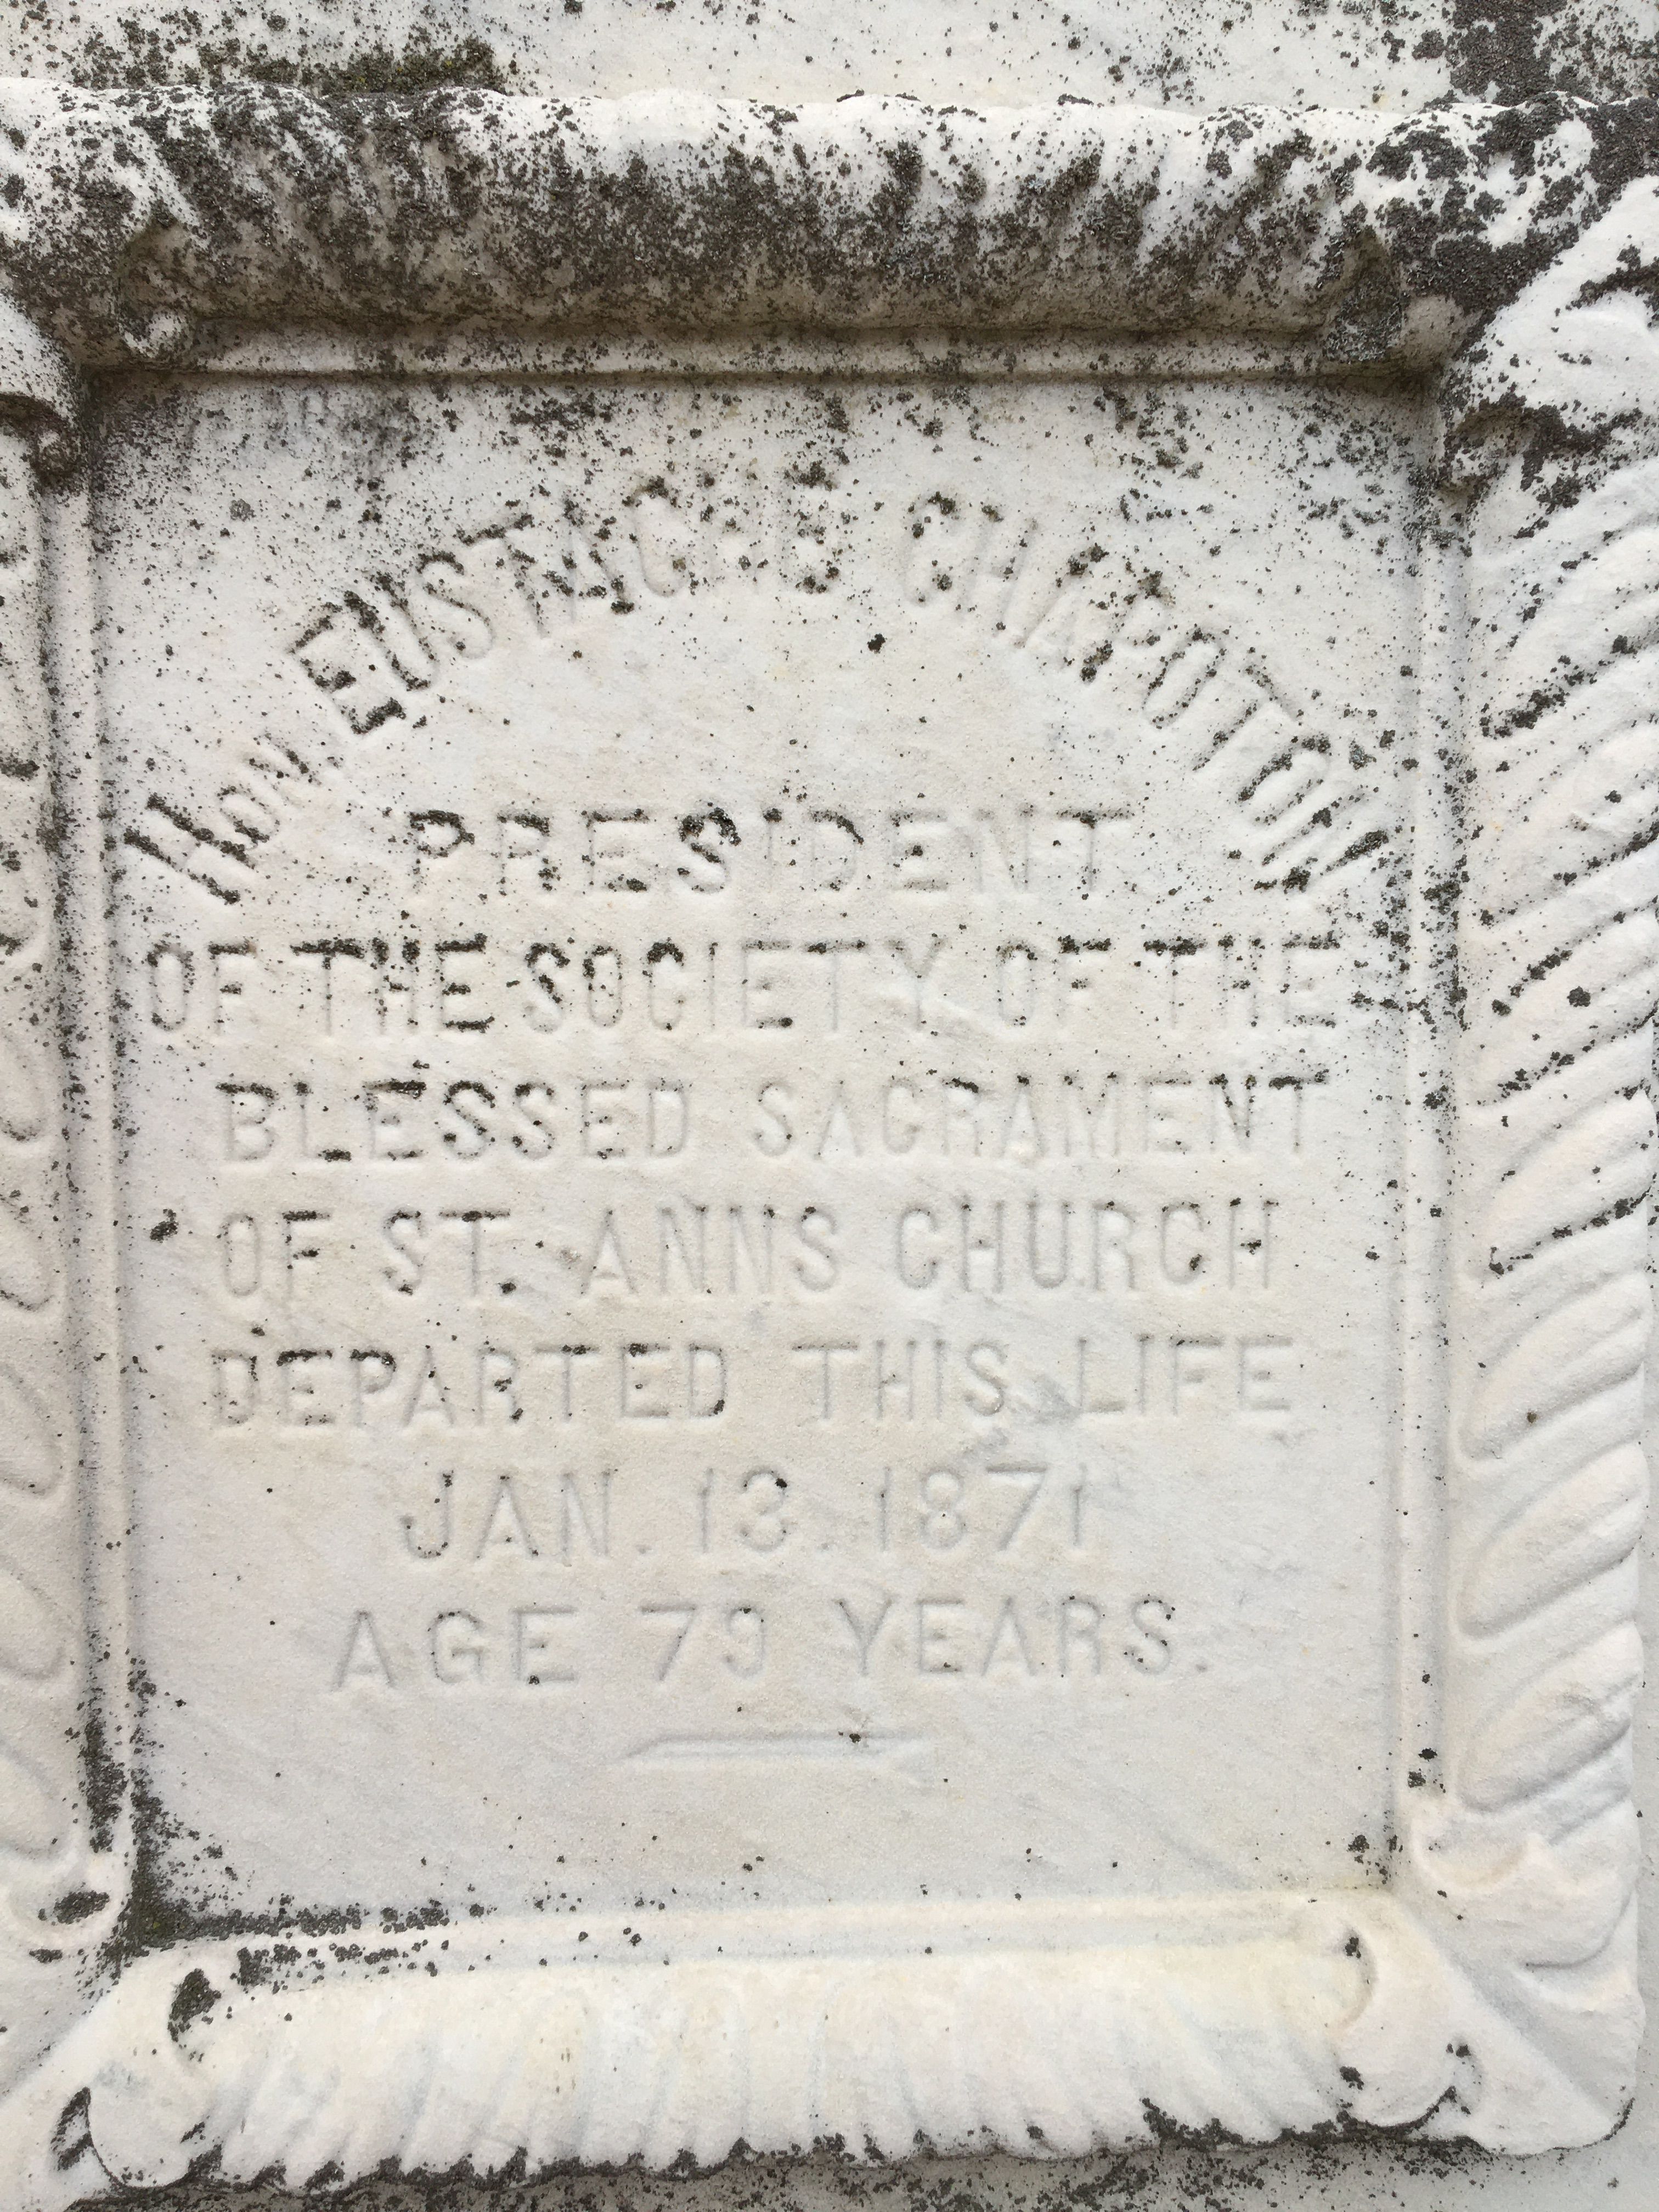 HON. EUSTACHE CHAPOTON
PRESIDENT
OF THE SOCIETY OF THE
BLESSED SACRAMENT
OF ST. ANNS CHURCH
DEPARTED THIS LIFE
JAN. 13. 1871
AGE 79 YEARS.